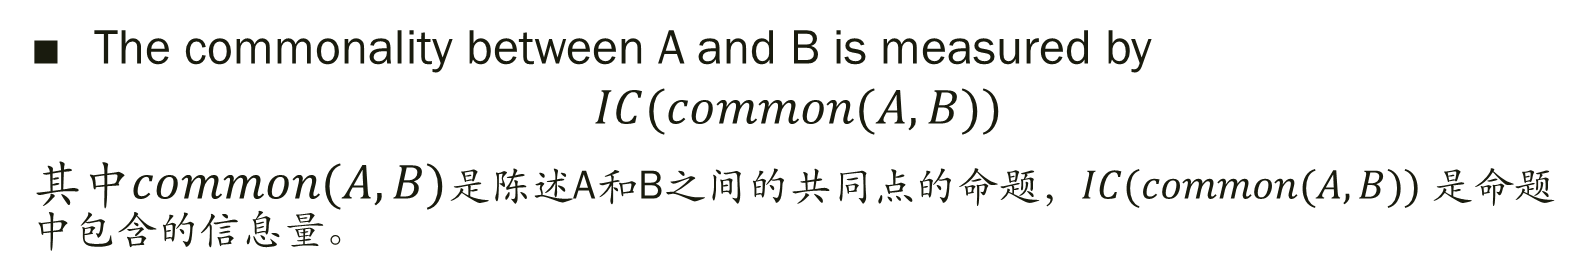 ■ The commonality between A and B is measured by
IC(common(A, B))
其中common(A, B)是陈述A和B之间的共同点的命题，IC(common(A, B)) 是命题
中包含的信息量。